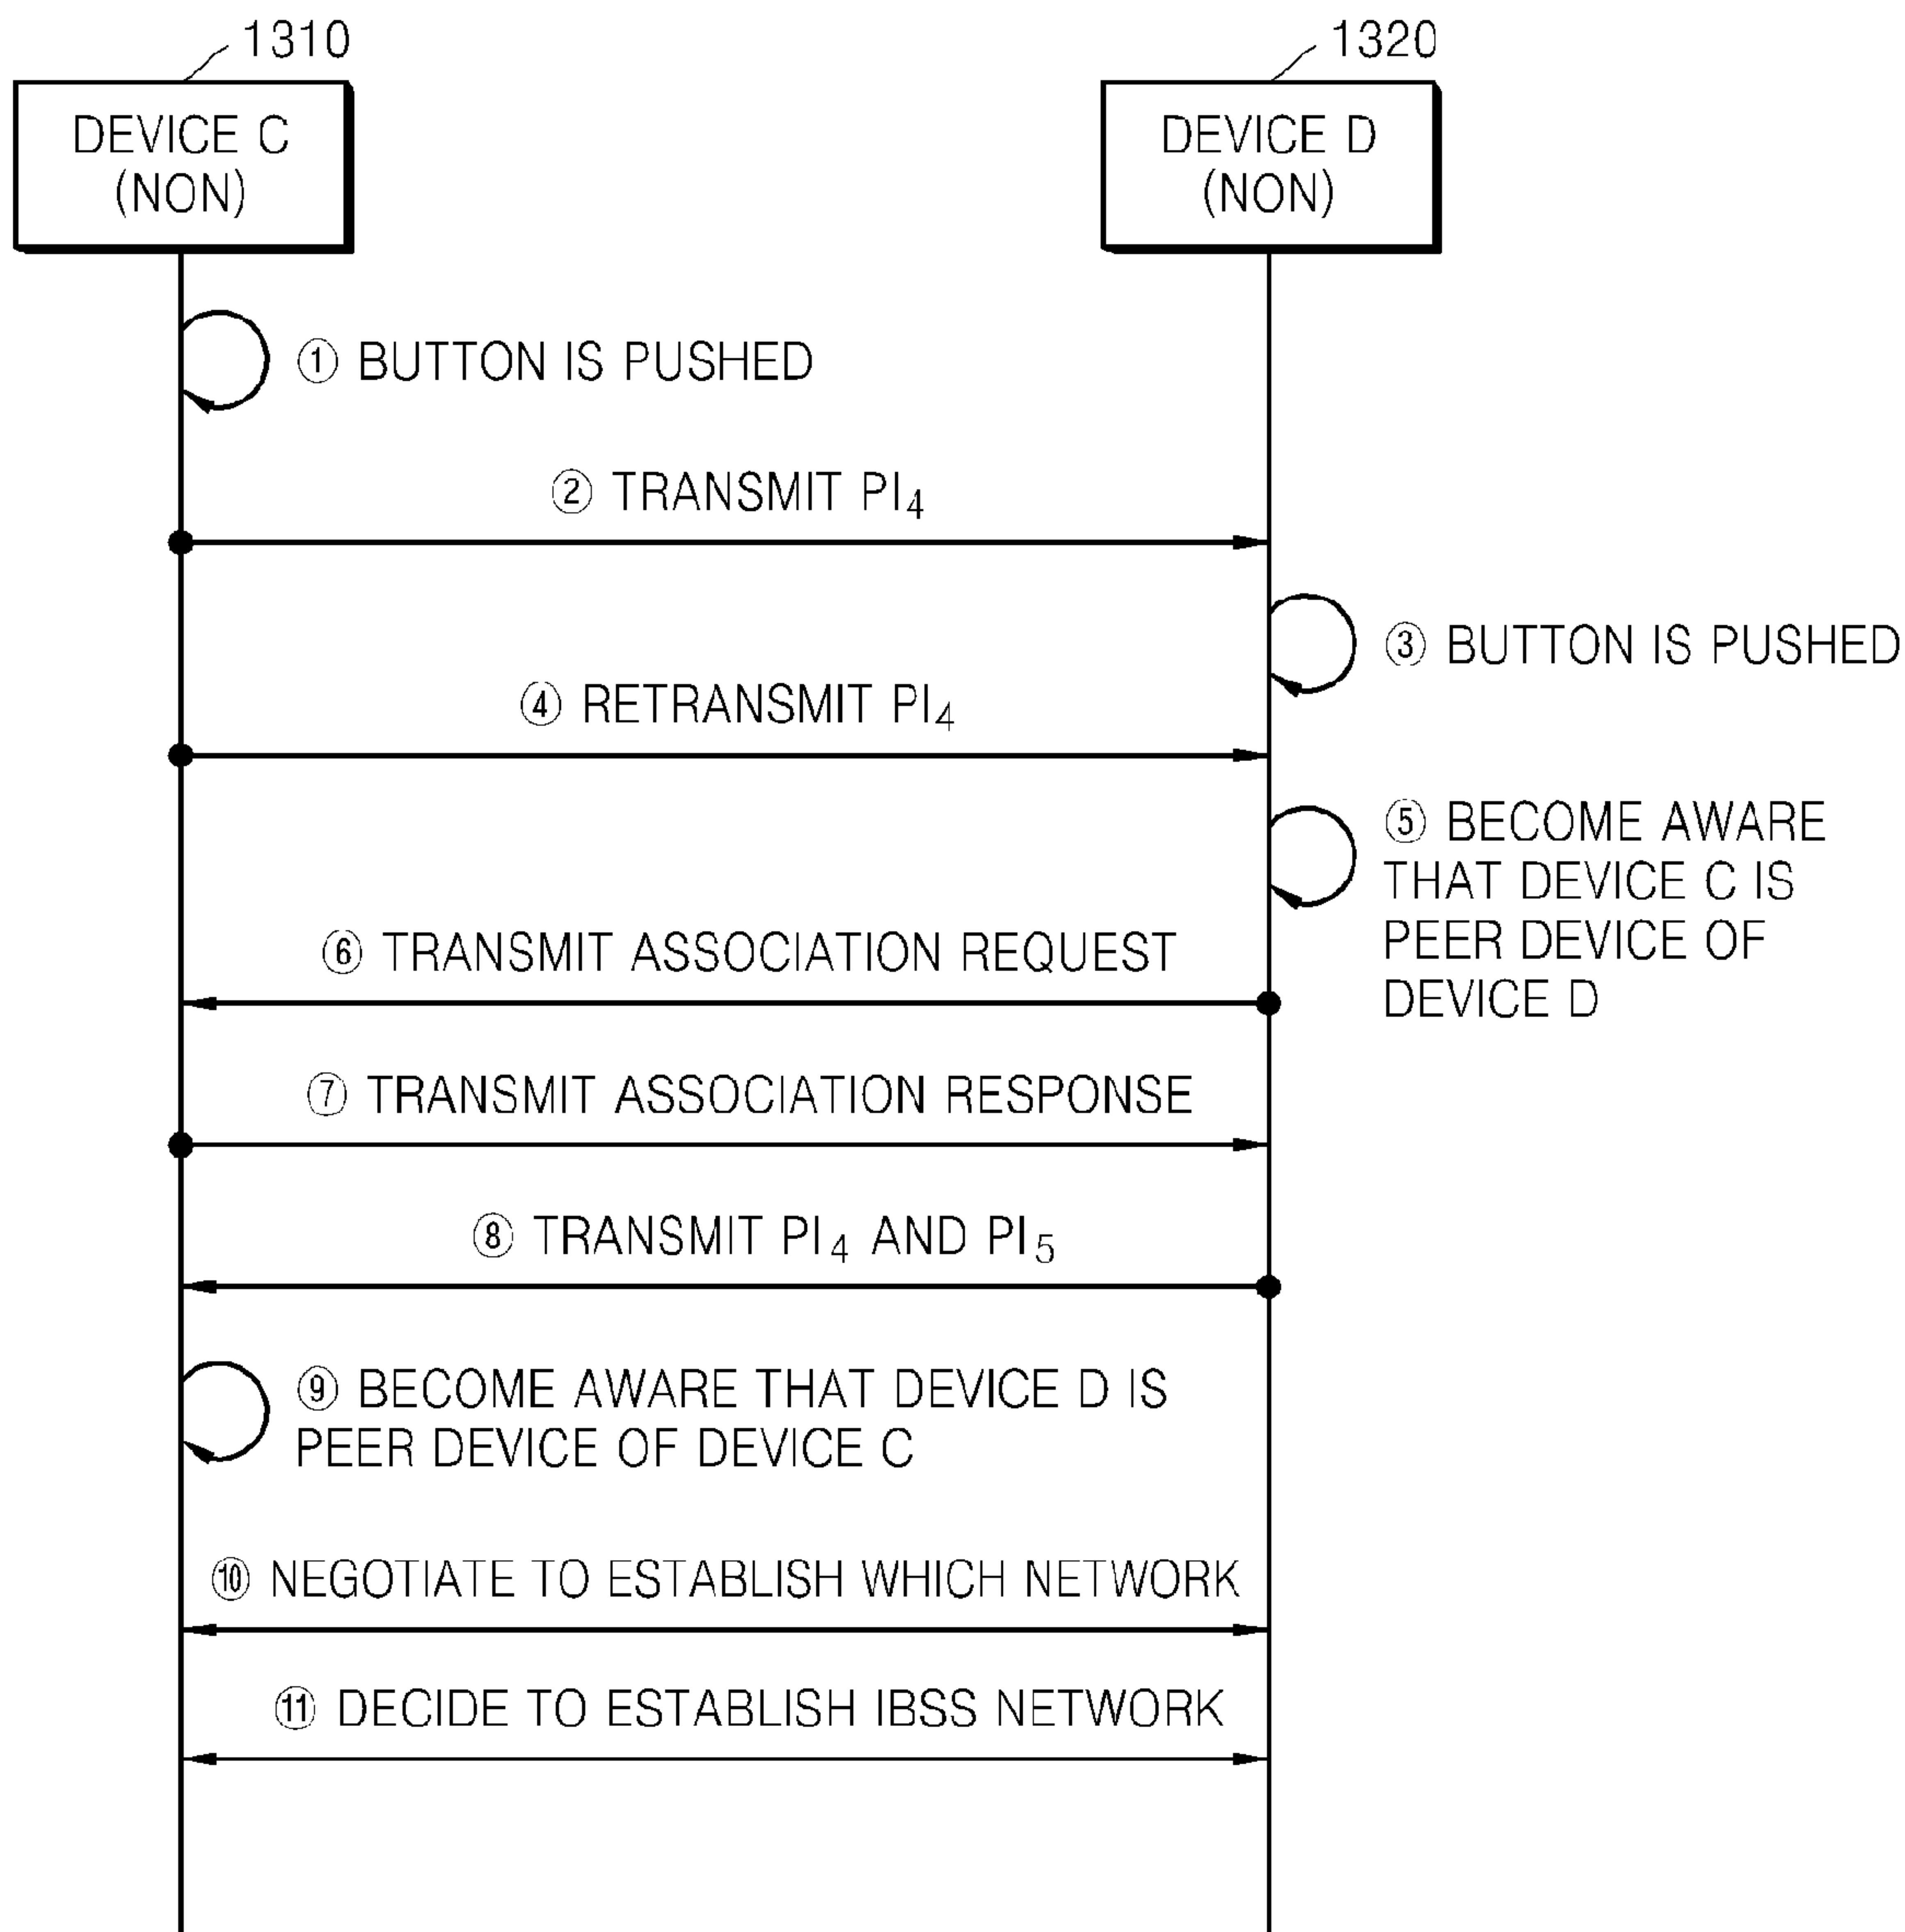 1310
1320
DEVICE C
(NON)
DEVICE D
(NON)
① BUTTON IS PUSHED
② TRANSMIT PI4
③ BUTTON IS PUSHED
④ RETRANSMIT PI4
⑤ BECOME AWARE
THAT DEVICE C IS
PEER DEVICE OF
DEVICE D
⑥ TRANSMIT ASSOCIATION REQUEST
⑦ TRANSMIT ASSOCIATION RESPONSE
⑧ TRANSMIT PI4 AND PI5
⑨ BECOME AWARE THAT DEVICE D IS
PEER DEVICE OF DEVICE C
⑩ NEGOTIATE TO ESTABLISH WHICH NETWORK
⑪ DECIDE TO ESTABLISH IBSS NETWORK